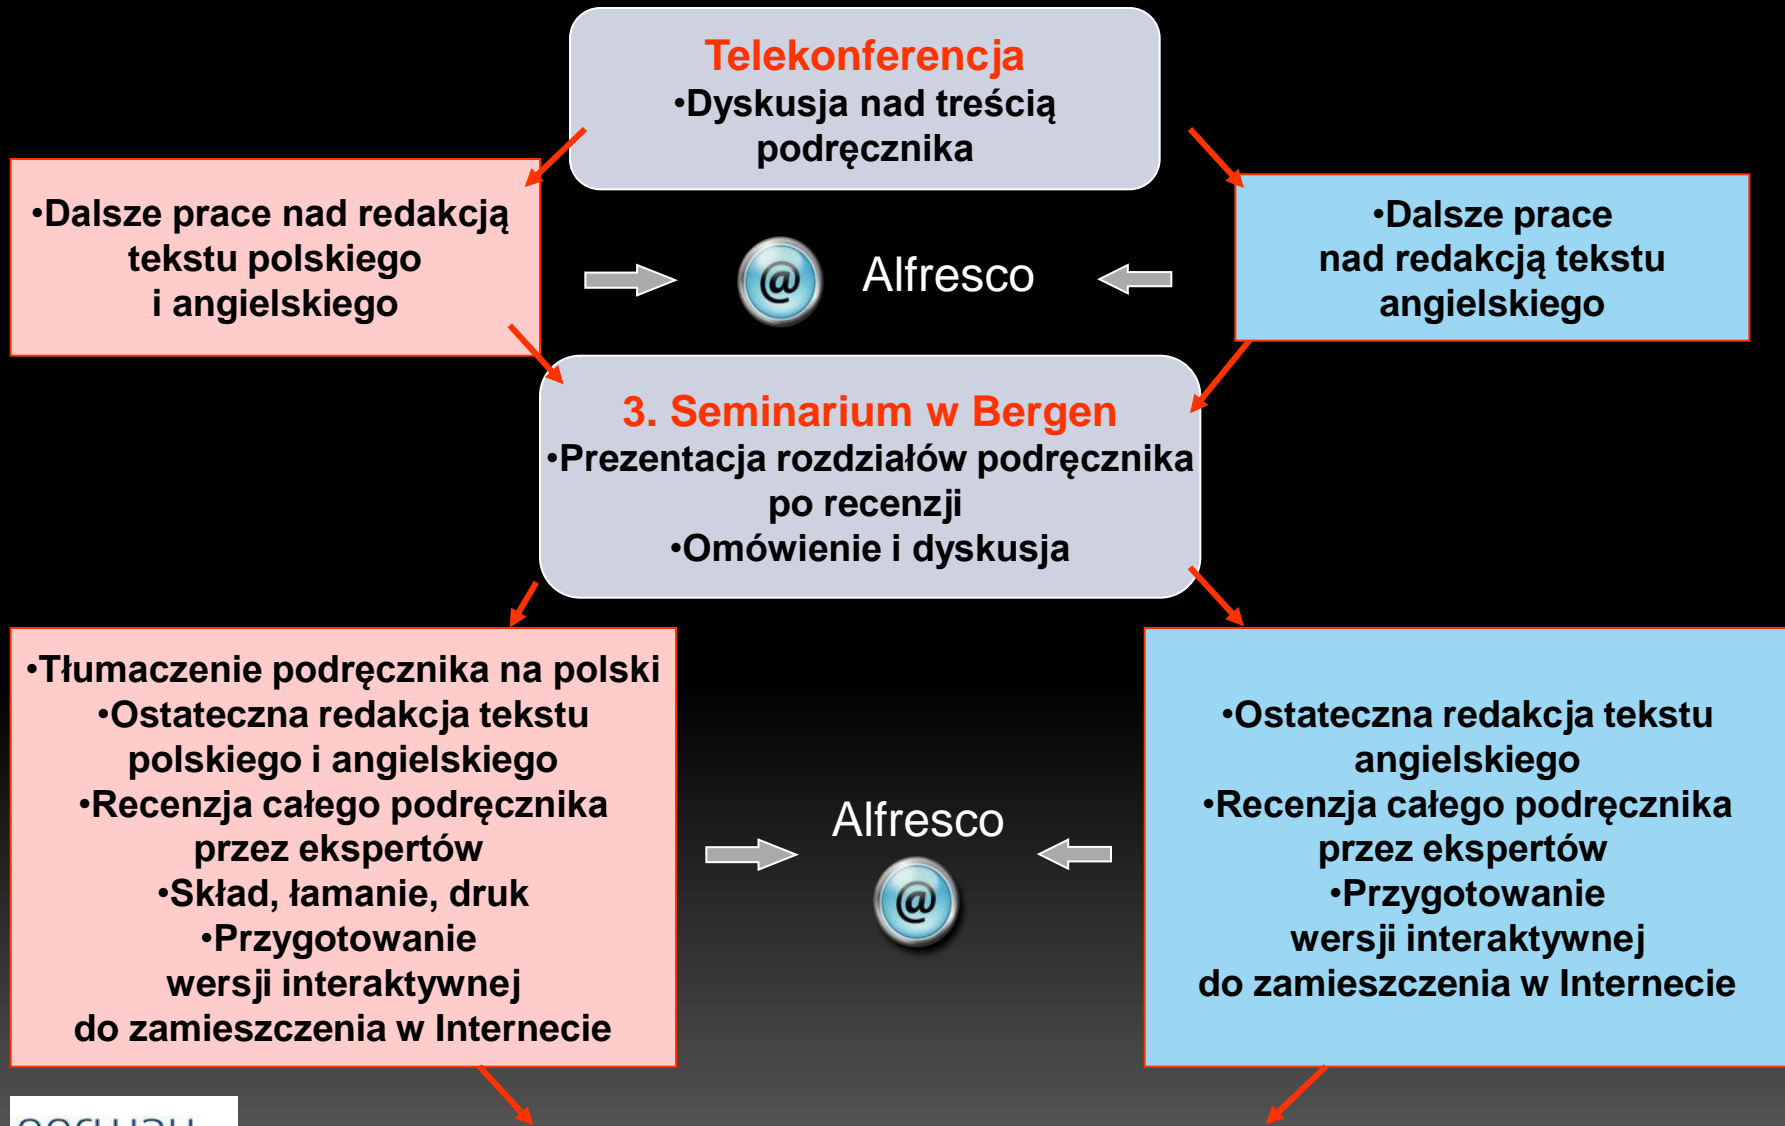 Telekonferencja
•Dyskusja nad treścią
podręcznika
•Dalsze prace nad redakcją
tekstu polskiego
i angielskiego
@ Alfresco
•Dalsze prace
nad redakcją tekstu
angielskiego
3. Seminarium w Bergen
•Prezentacja rozdziałów podręcznika
po recenzji
•Omówienie i dyskusja
•Tłumaczenie podręcznika na polski
•Ostateczna redakcja tekstu
polskiego i angielskiego
•Recenzja całego podręcznika
przez ekspertów
•Skład, łamanie, druk
•Przygotowanie
wersji interaktywnej
do zamieszczenia w Internecie
Alfresco
@
•Ostateczna redakcja tekstu
angielskiego
•Recenzja całego podręcznika
przez ekspertów
•Przygotowanie
wersji interaktywnej
do zamieszczenia w Internecie